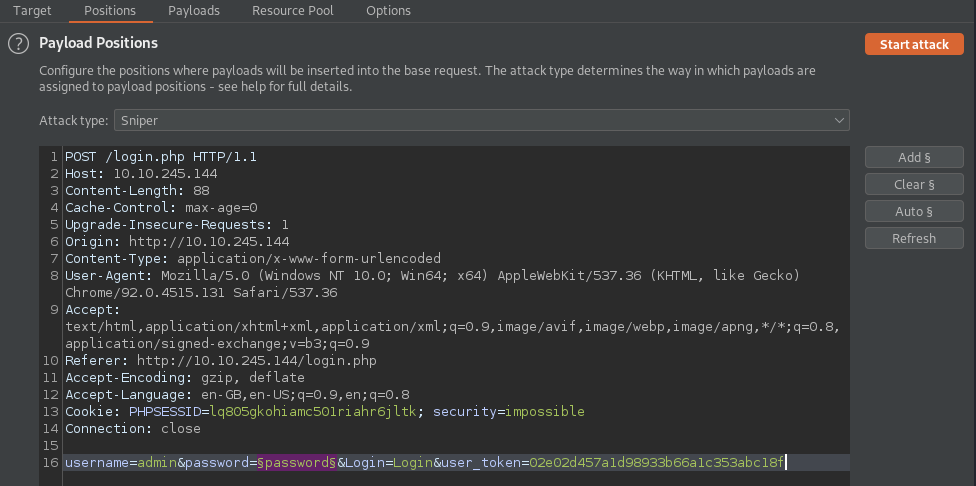 Target Positions Payloads Resource Pool Options
? Payload Positions
Start attack
Configure the positions where payloads will be inserted into the base request. The attack type determines the way in which payloads are
assigned to payload positions - see help for full details.
Attack type: Sniper
1 POST /login.php HTTP/1.1
2 Host: 10.10.245.144
3 Content-Length: 88
4 Cache-Control: max-age=0
5 Upgrade-Insecure-Requests: 1
6 Origin: http://10.10.245.144
7 Content-Type: application/x-www-form-urlencoded
8 User-Agent: Mozilla/5.0 (Windows NT 10.0; Win64; x64) AppleWebKit/537.36 (KHTML, like Gecko)
Chrome/92.0.4515.131 Safari/537.36
9 Accept:
text/html,application/xhtml+xml,application/xml;q=0.9,image/avif,image/webp,image/apng,*/*;q=0.8,
application/signed-exchange;v=b3;q=0.9
10 Referer: http://10.10.245.144/login.php
11 Accept-Encoding: gzip, deflate
12 Accept-Language: en-GB,en-US;q=0.9,en;q=0.8
13 Cookie: PHPSESSID=lq805gkohiamc501riahr6jltk; security=impossible
14 Connection: close
15
16 username=admin&password=§password§&Login=Login&user_token=02e02d457a1d98933b66a1c353abc18f
Add §
Clear §
Auto §
Refresh